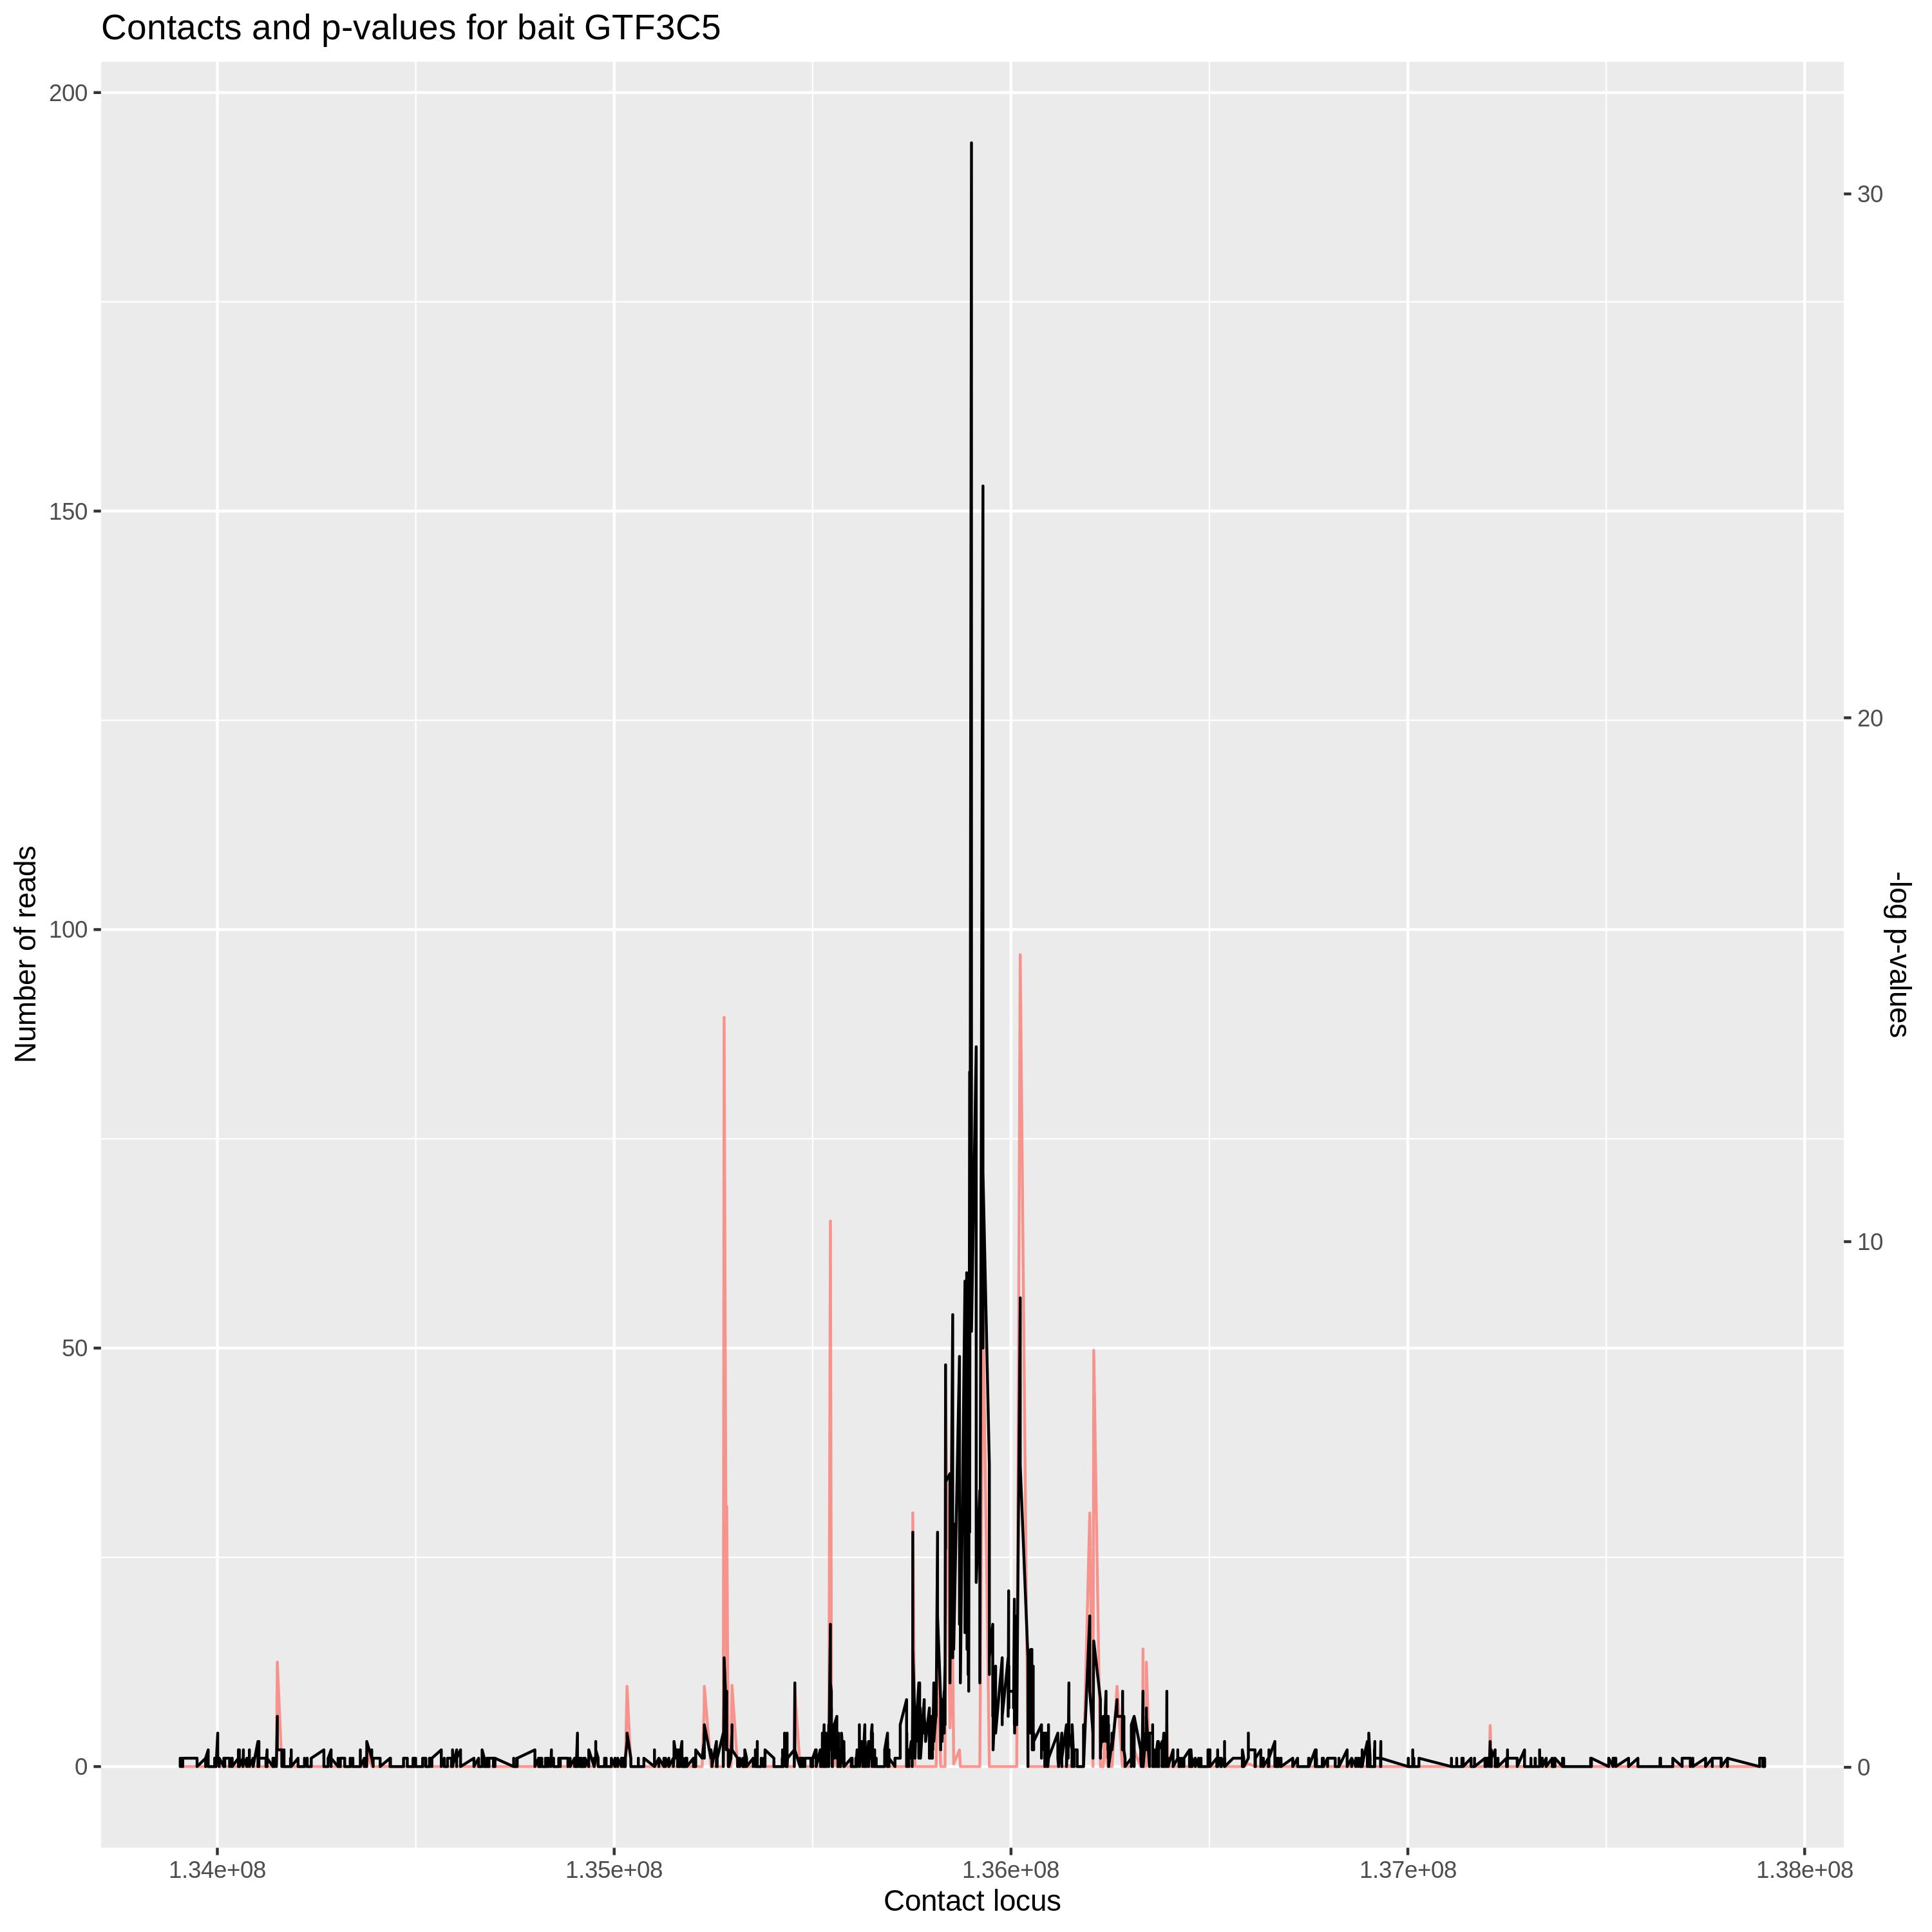 Contacts and p-values for bait GTF3C5
200
150
100
50
0
Number of reads
30
20
10
0
-log p-values
1.34e+08
1.35e+08
1.36e+08
1.37e+08
1.38e+08
Contact locus